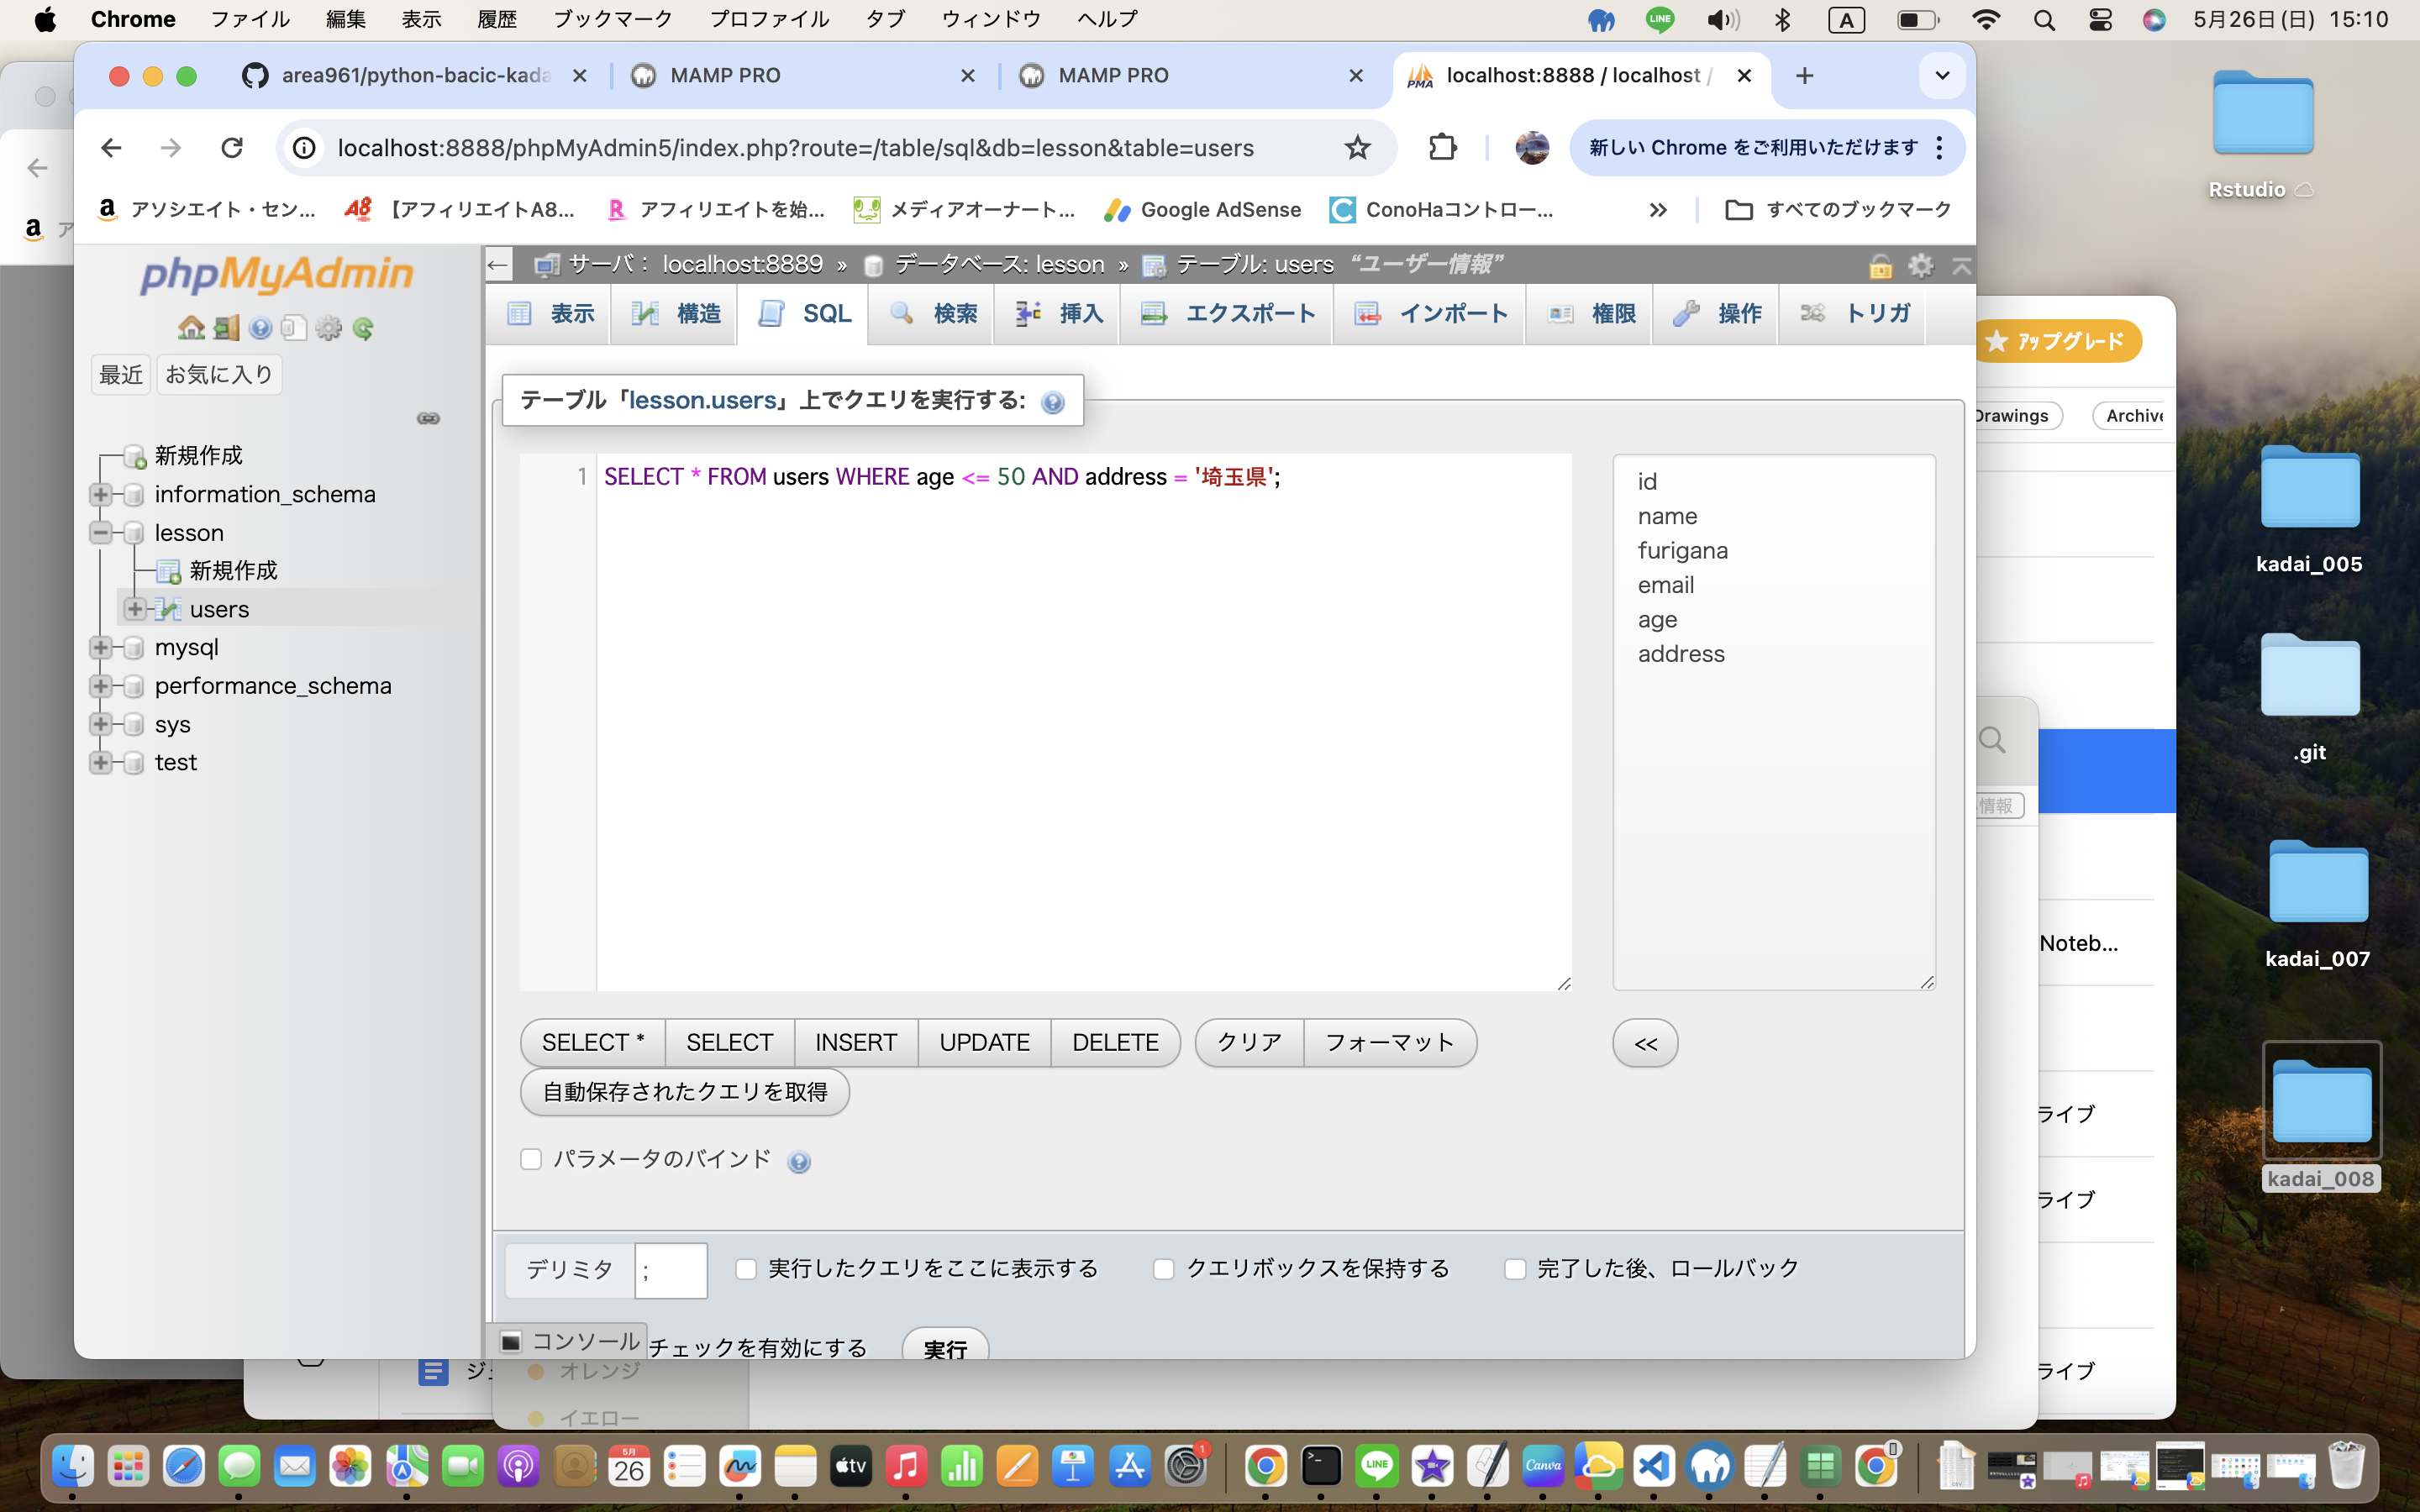 Chrome ファイル 編集 表示 履歴 ブックマーク プロファイル タブ ウィンドウ ヘルプ LINE A 5月26日(日) 15:10
area961/python-bacic-kada MAMP PRO MAMP PRO PMA localhost:8888 / localhost /
localhost:8888/phpMyAdmin5/index.php?route=/table/sql&db=lesson&table=users 新しい Chrome をご利用いただけます
アソシエイト・セン... A8 【アフィリエイトA8... R アフィリエイトを始... メディアオーナート... Google AdSense ConoHaコントロー... » すべてのブックマーク
phpMyAdmin
最近 お気に入り
新規作成
information_schema
lesson
新規作成
users
mysql
performance_schema
sys
test
サーバ: localhost:8889 » データベース: lesson » テーブル: users “ユーザー情報”
表示 構造 SQL 検索 挿入 エクスポート インポート 権限 操作 トリガ
テーブル「lesson.users」上でクエリを実行する:
1 SELECT * FROM users WHERE age <= 50 AND address = '埼玉県';
id
name
furigana
email
age
address
SELECT * SELECT INSERT UPDATE DELETE クリア フォーマット <<
自動保存されたクエリを取得
パラメータのバインド
デリミタ ; 実行したクエリをここに表示する クエリボックスを保持する 完了した後、ロールバック
コンソール チェックを有効にする 実行
オレンジ
イエロー
アップグレード
Drawings Archive
情報
Noteb...
ライブ
ライブ
ライブ
Rstudio
kadai_005
.git
kadai_007
kadai_008
5月
26
tv
1
LINE
Canva